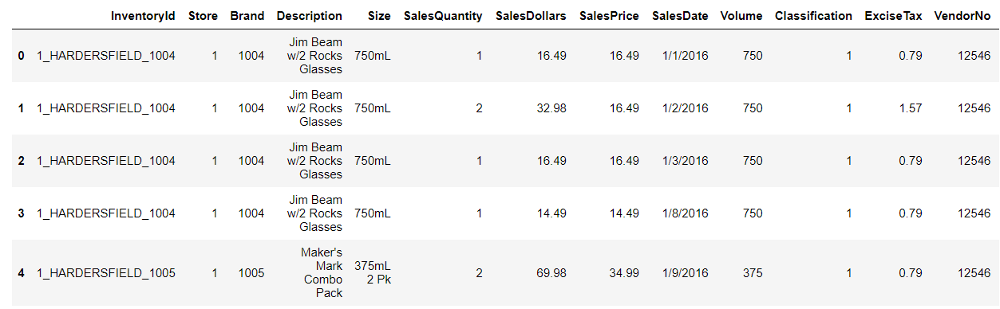 InventoryId Store Brand Description Size SalesQuantity SalesDollars SalesPrice SalesDate Volume Classification ExciseTax VendorNo
0 1_HARDERSFIELD_1004 1 1004 Jim Beam w/2 Rocks Glasses 750mL 1 16.49 16.49 1/1/2016 750 1 0.79 12546
1 1_HARDERSFIELD_1004 1 1004 Jim Beam w/2 Rocks Glasses 750mL 2 32.98 16.49 1/2/2016 750 1 1.57 12546
2 1_HARDERSFIELD_1004 1 1004 Jim Beam w/2 Rocks Glasses 750mL 1 16.49 16.49 1/3/2016 750 1 0.79 12546
3 1_HARDERSFIELD_1004 1 1004 Jim Beam w/2 Rocks Glasses 750mL 1 14.49 14.49 1/8/2016 750 1 0.79 12546
4 1_HARDERSFIELD_1005 1 1005 Maker's Mark Combo Pack 375mL 2 Pk 2 69.98 34.99 1/9/2016 375 1 0.79 12546